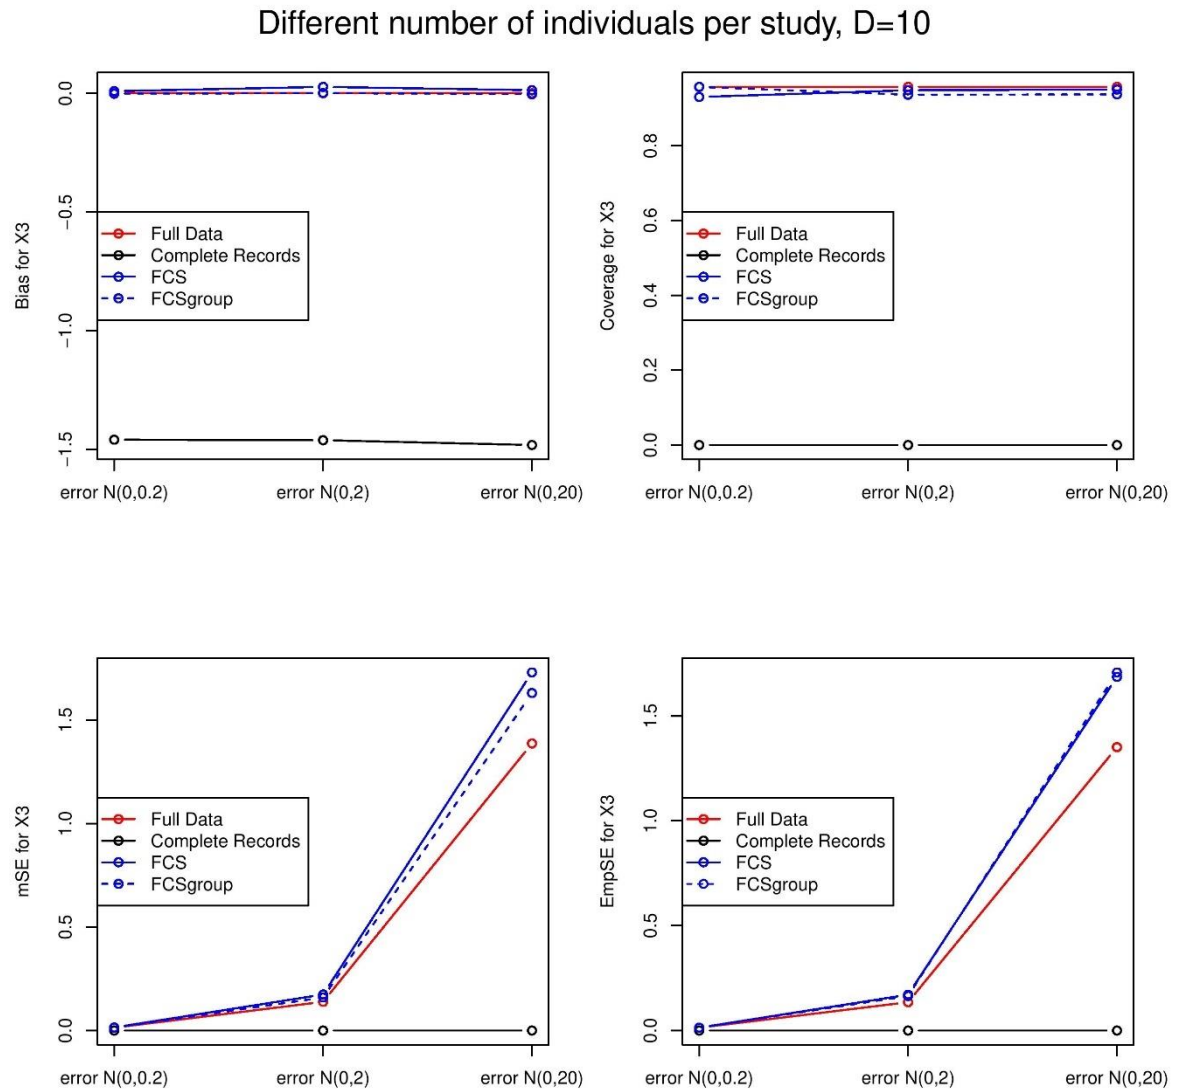 Different number of individuals per study, D=10
Bias for X3
0.0
−0.5
−1.0
−1.5
Full Data
Complete Records
FCS
FCSgroup
error N(0,0.2)
error N(0,2)
error N(0,20)
Coverage for X3
0.8
0.6
0.4
0.2
0.0
Full Data
Complete Records
FCS
FCSgroup
error N(0,0.2)
error N(0,2)
error N(0,20)
mSE for X3
1.5
1.0
0.5
0.0
Full Data
Complete Records
FCS
FCSgroup
error N(0,0.2)
error N(0,2)
error N(0,20)
EmpSE for X3
1.5
1.0
0.5
0.0
Full Data
Complete Records
FCS
FCSgroup
error N(0,0.2)
error N(0,2)
error N(0,20)